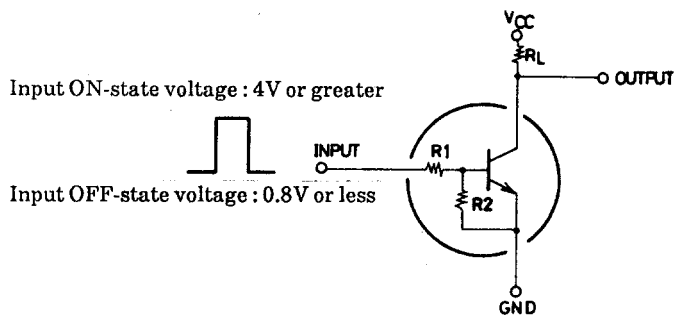 VCC
RL
OUTPUT
Input ON-state voltage : 4V or greater
INPUT
R1
Input OFF-state voltage : 0.8V or less
R2
GND